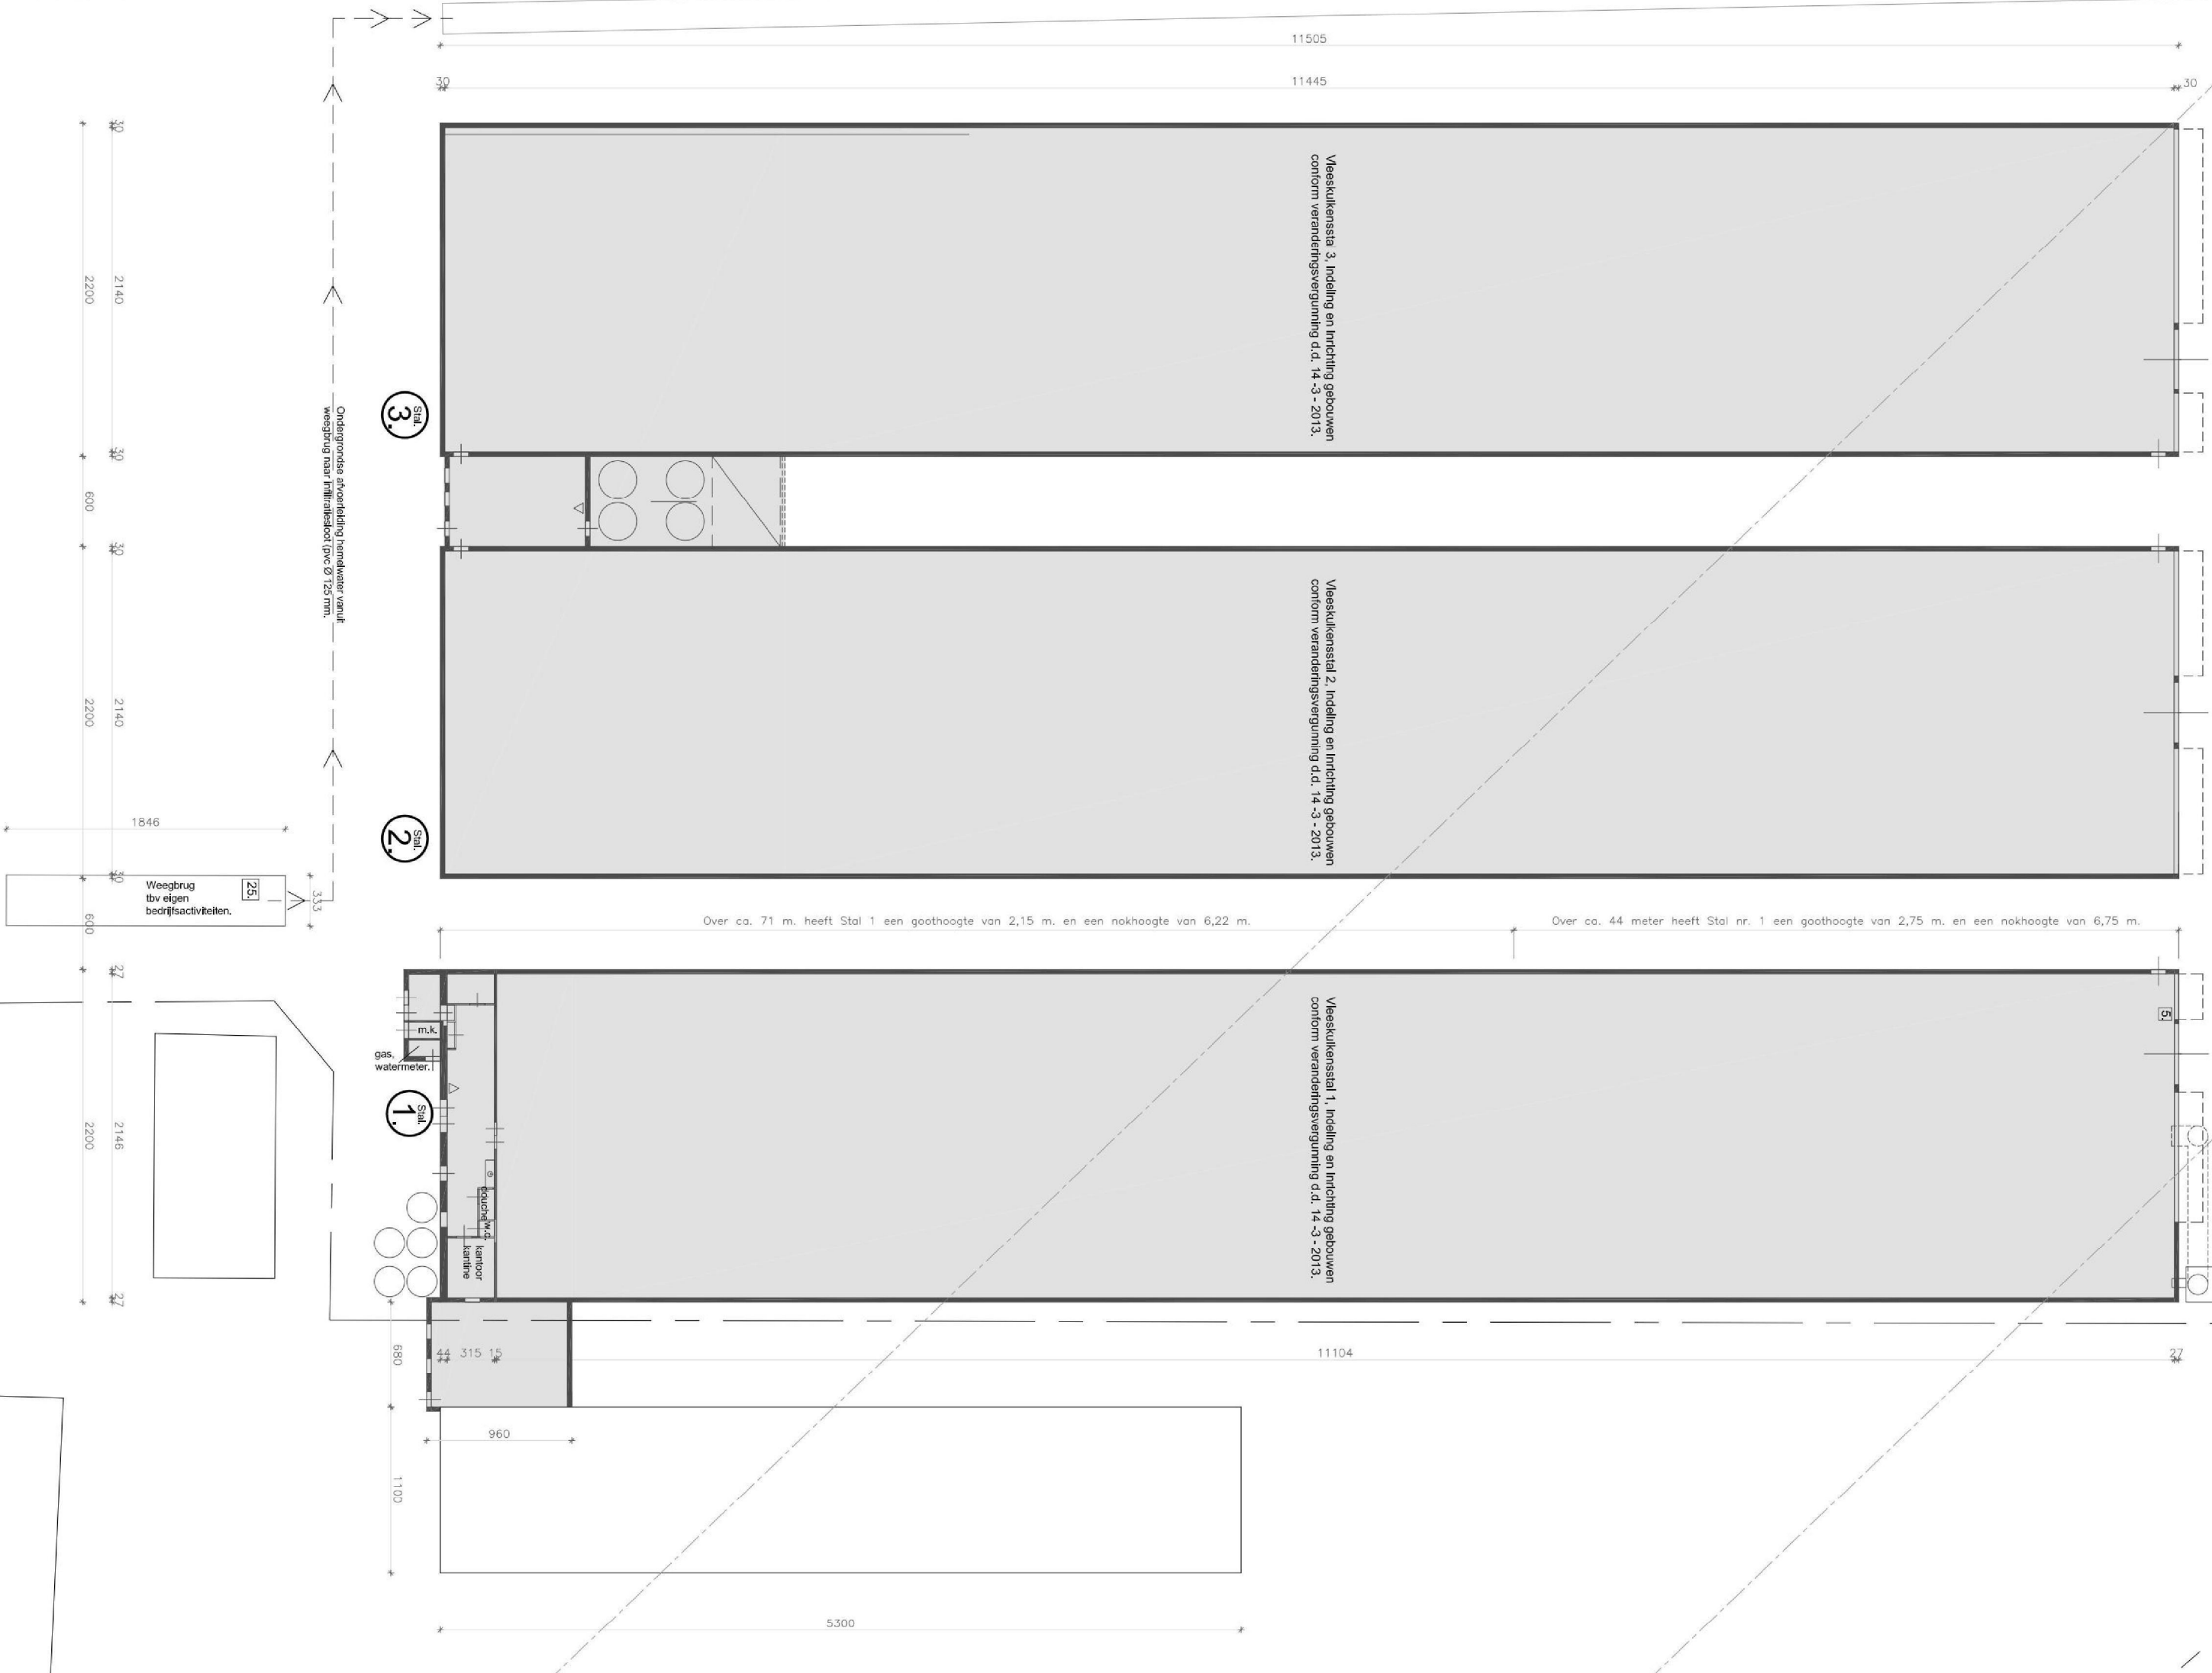 11505
30
11445
30
30
2140
2200
Vleeskuikensstal 3, Indeling en inrichting gebouwen
conform veranderingsvergunning d.d. 14 -3 - 2013.
Stal.
3.
Ondergrondse afvoerleiding hemelwater vanuit
weegbrug naar infiltratiesloot (pvc Ø 125 mm.
30
600
30
2140
2200
Vleeskuikensstal 2, Indeling en inrichting gebouwen
conform veranderingsvergunning d.d. 14 -3 - 2013.
Stal.
2.
1846
30
Weegbrug
tbv eigen
bedrijfsactiviteiten.
25.
333
600
Over ca. 71 m. heeft Stal 1 een goothoogte van 2,15 m. en een nokhoogte van 6,22 m.
Over ca. 44 meter heeft Stal nr. 1 een goothoogte van 2,75 m. en een nokhoogte van 6,75 m.
27
2146
2200
27
m.k.
gas,
watermeter.
Stal.
1.
douche
w.c.
kantoor
kantine
Vleeskuikensstal 1, Indeling en inrichting gebouwen
conform veranderingsvergunning d.d. 14 -3 - 2013.
5.
680
44
315
15
11104
27
960
1100
5300